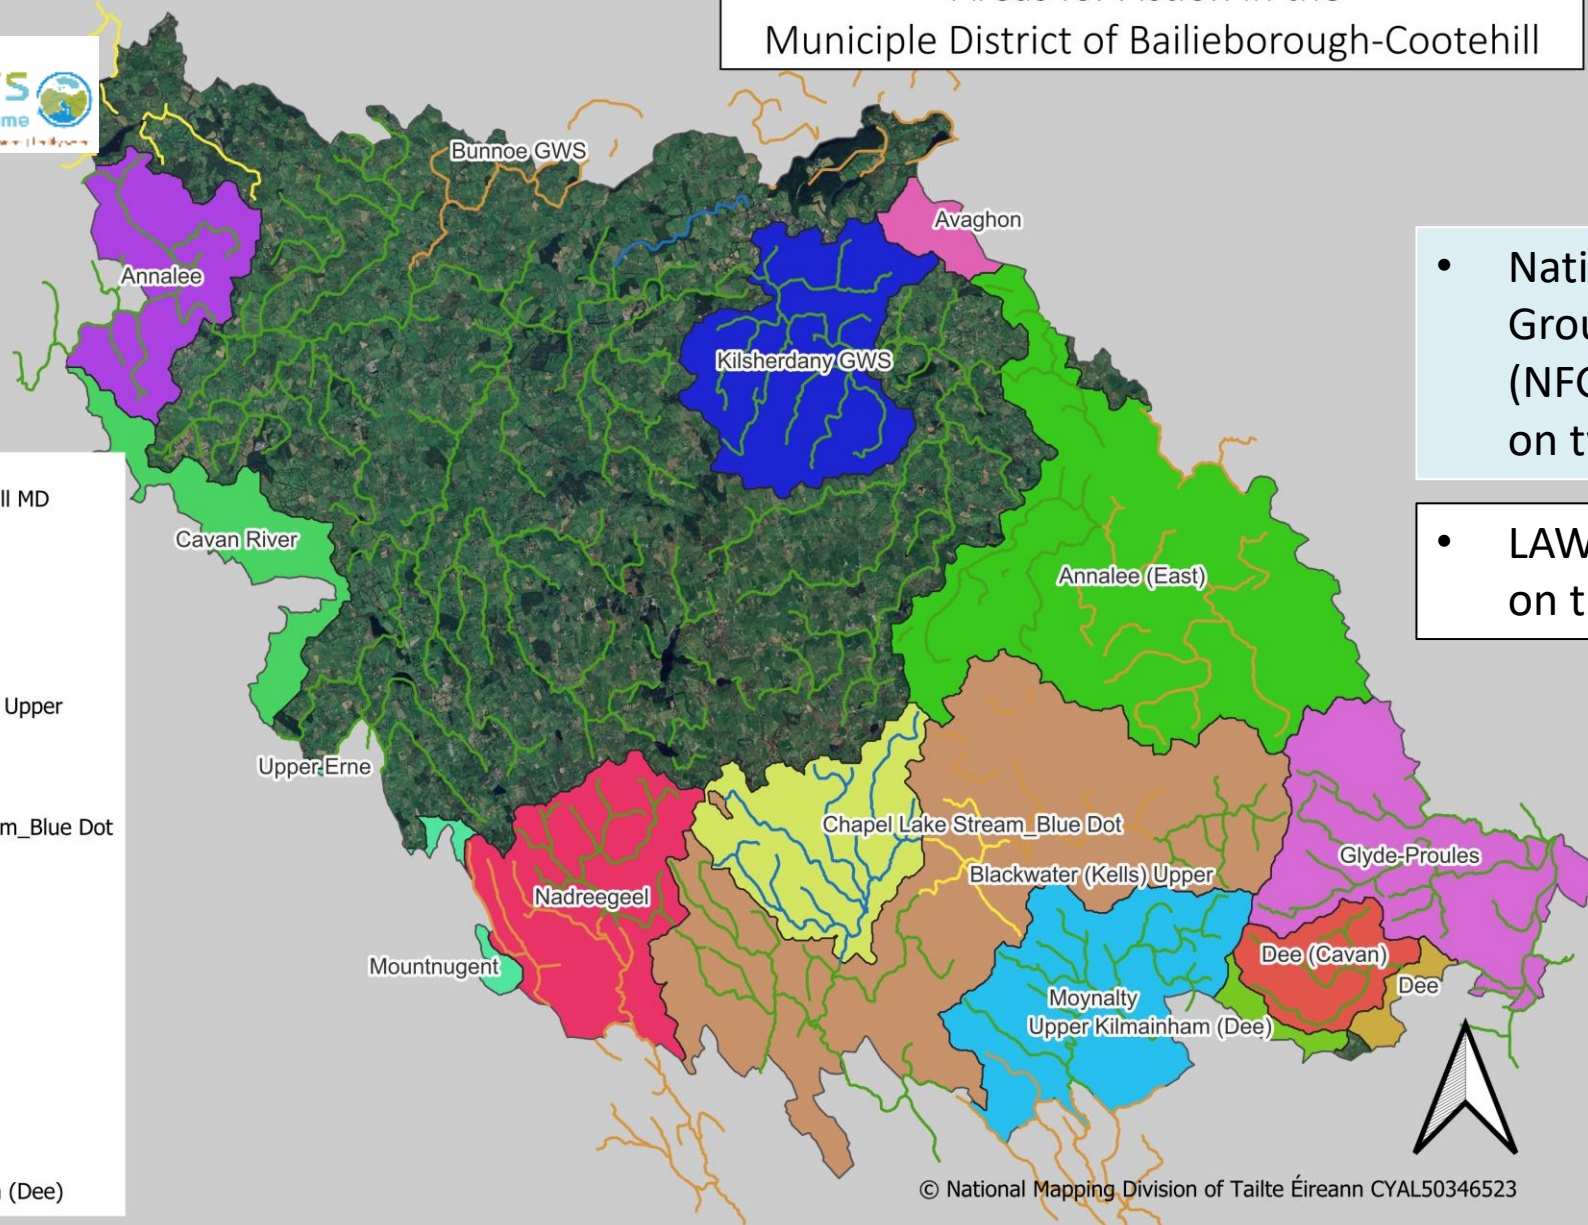 Municiple District of Bailieborough-Cootehill
Bunnoe GWS
Avaghon
Annalee
Kilsherdany GWS
Cavan River
Annalee (East)
Upper Erne
Chapel Lake Stream_Blue Dot
Blackwater (Kells) Upper
Glyde-Proules
Nadreegeel
Mountnugent
Dee (Cavan)
Dee
Moynalty
Upper Kilmainham (Dee)
ll MD
Upper
m_Blue Dot
(Dee)
• Nati
Grou
(NFG
on t
• LAW
on t
© National Mapping Division of Tailte Éireann CYAL50346523